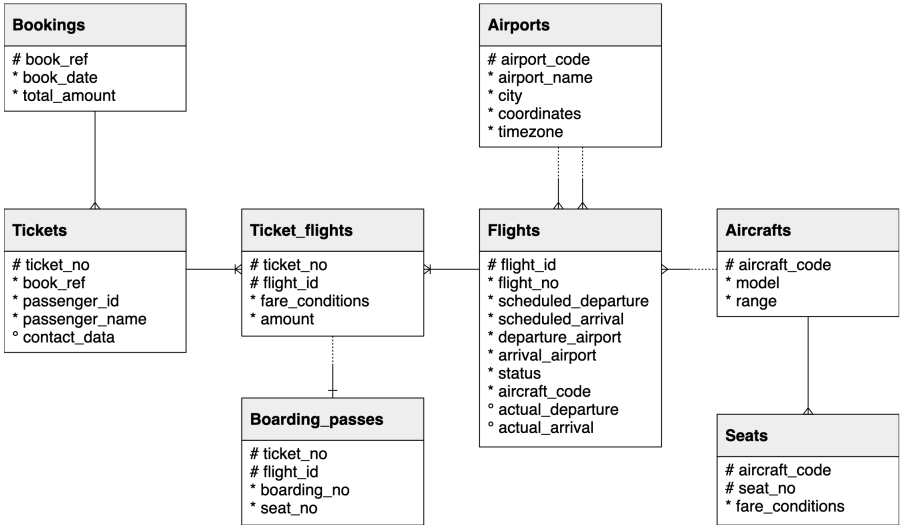 Bookings
# book_ref
* book_date
* total_amount
Airports
# airport_code
* airport_name
* city
* coordinates
* timezone
Tickets
# ticket_no
* book_ref
* passenger_id
* passenger_name
° contact_data
Ticket_flights
# ticket_no
# flight_id
* fare_conditions
* amount
Flights
# flight_id
* flight_no
* scheduled_departure
* scheduled_arrival
* departure_airport
* arrival_airport
* status
* aircraft_code
° actual_departure
° actual_arrival
Aircrafts
# aircraft_code
* model
* range
Boarding_passes
# ticket_no
# flight_id
* boarding_no
* seat_no
Seats
# aircraft_code
# seat_no
* fare_conditions